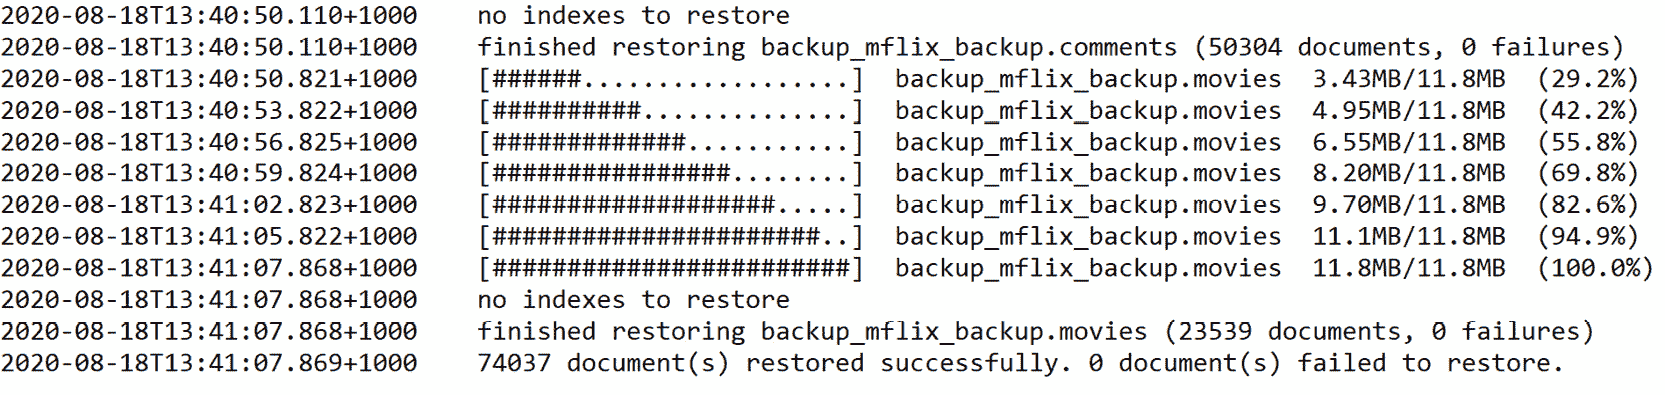 2020-08-18T13:40:50.110+1000    no indexes to restore
2020-08-18T13:40:50.110+1000    finished restoring backup_mflix_backup.comments (50304 documents, 0 failures)
2020-08-18T13:40:50.821+1000    [######..................]  backup_mflix_backup.movies  3.43MB/11.8MB  (29.2%)
2020-08-18T13:40:53.822+1000    [##########..............]  backup_mflix_backup.movies  4.95MB/11.8MB  (42.2%)
2020-08-18T13:40:56.825+1000    [#############...........]  backup_mflix_backup.movies  6.55MB/11.8MB  (55.8%)
2020-08-18T13:40:59.824+1000    [################........]  backup_mflix_backup.movies  8.20MB/11.8MB  (69.8%)
2020-08-18T13:41:02.823+1000    [###################.....]  backup_mflix_backup.movies  9.70MB/11.8MB  (82.6%)
2020-08-18T13:41:05.822+1000    [######################..]  backup_mflix_backup.movies  11.1MB/11.8MB  (94.9%)
2020-08-18T13:41:07.868+1000    [########################]  backup_mflix_backup.movies  11.8MB/11.8MB  (100.0%)
2020-08-18T13:41:07.868+1000    no indexes to restore
2020-08-18T13:41:07.868+1000    finished restoring backup_mflix_backup.movies (23539 documents, 0 failures)
2020-08-18T13:41:07.869+1000    74037 document(s) restored successfully. 0 document(s) failed to restore.